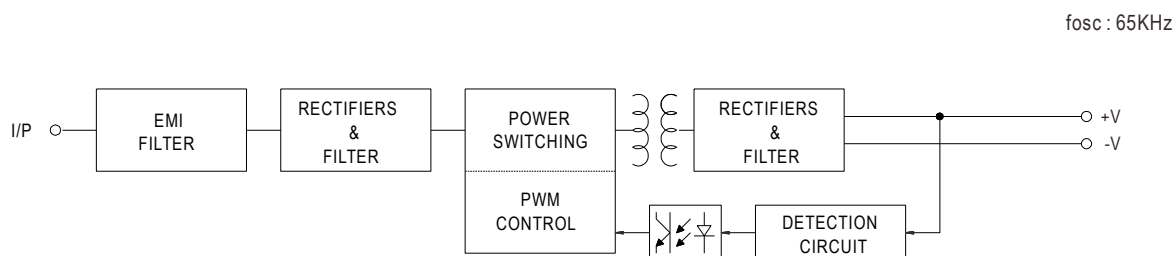 fosc : 65KHz
I/P
EMI
FILTER
RECTIFIERS
&
FILTER
POWER
SWITCHING
PWM
CONTROL
RECTIFIERS
&
FILTER
+V
-V
DETECTION
CIRCUIT